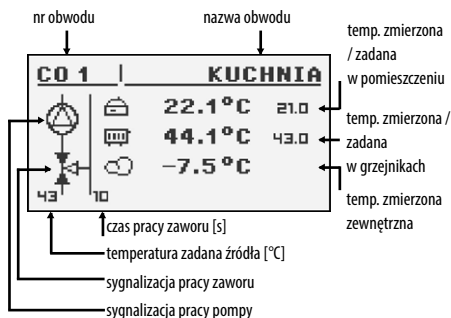 nr obwodu
nazwa obwodu
CO 1 KUCHNIA
22.1°C 21.0
44.1°C 43.0
-7.5°C
43 10
temp. zmierzona
/ zadana
w pomieszczeniu
temp. zmierzona /
zadana
w grzejnikach
temp. zmierzona
zewnętrzna
czas pracy zaworu [s]
temperatura zadana źródła [°C]
sygnalizacja pracy zaworu
sygnalizacja pracy pompy